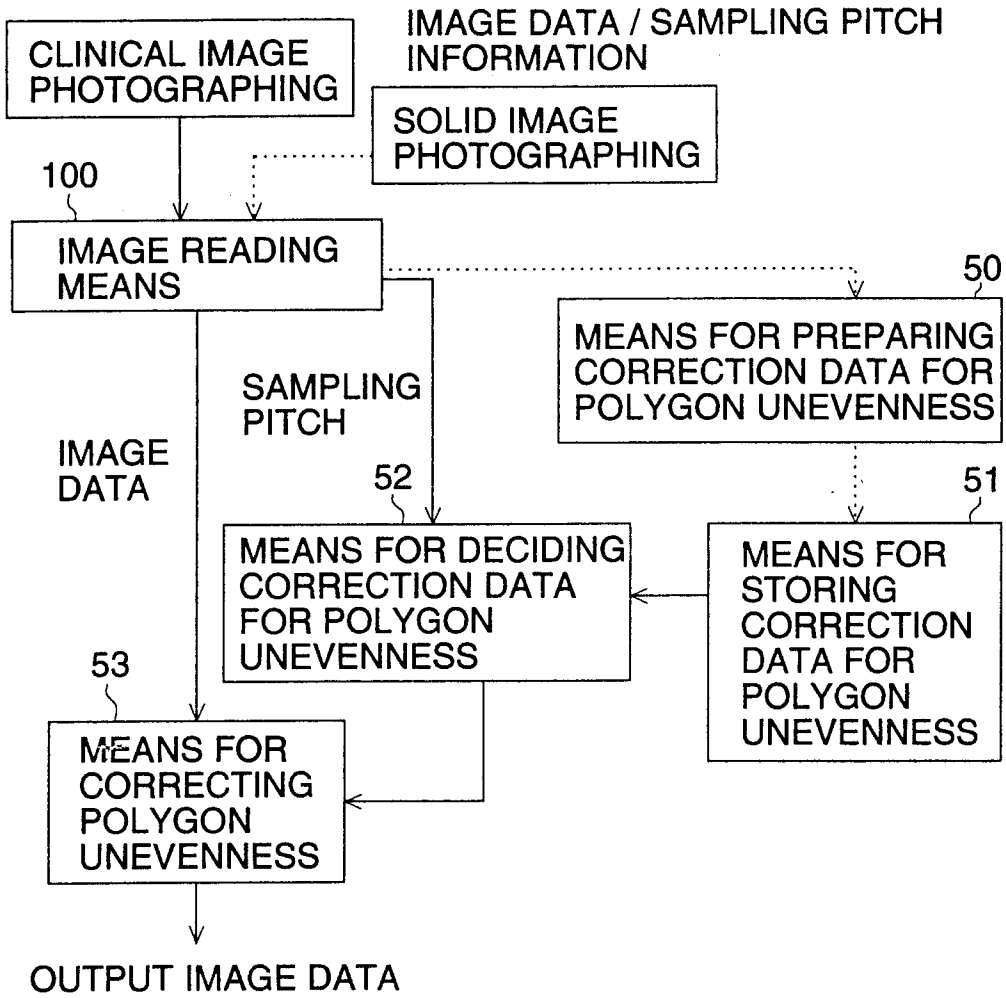 CLINICAL IMAGE
PHOTOGRAPHING
IMAGE DATA / SAMPLING PITCH
INFORMATION
SOLID IMAGE
PHOTOGRAPHING
100
IMAGE READING
MEANS
50
MEANS FOR PREPARING
CORRECTION DATA FOR
POLYGON UNEVENNESS
SAMPLING
PITCH
IMAGE
DATA
52
MEANS FOR DECIDING
CORRECTION DATA
FOR POLYGON
UNEVENNESS
51
MEANS FOR
STORING
CORRECTION
DATA FOR
POLYGON
UNEVENNESS
53
MEANS FOR
CORRECTING
POLYGON
UNEVENNESS
OUTPUT IMAGE DATA